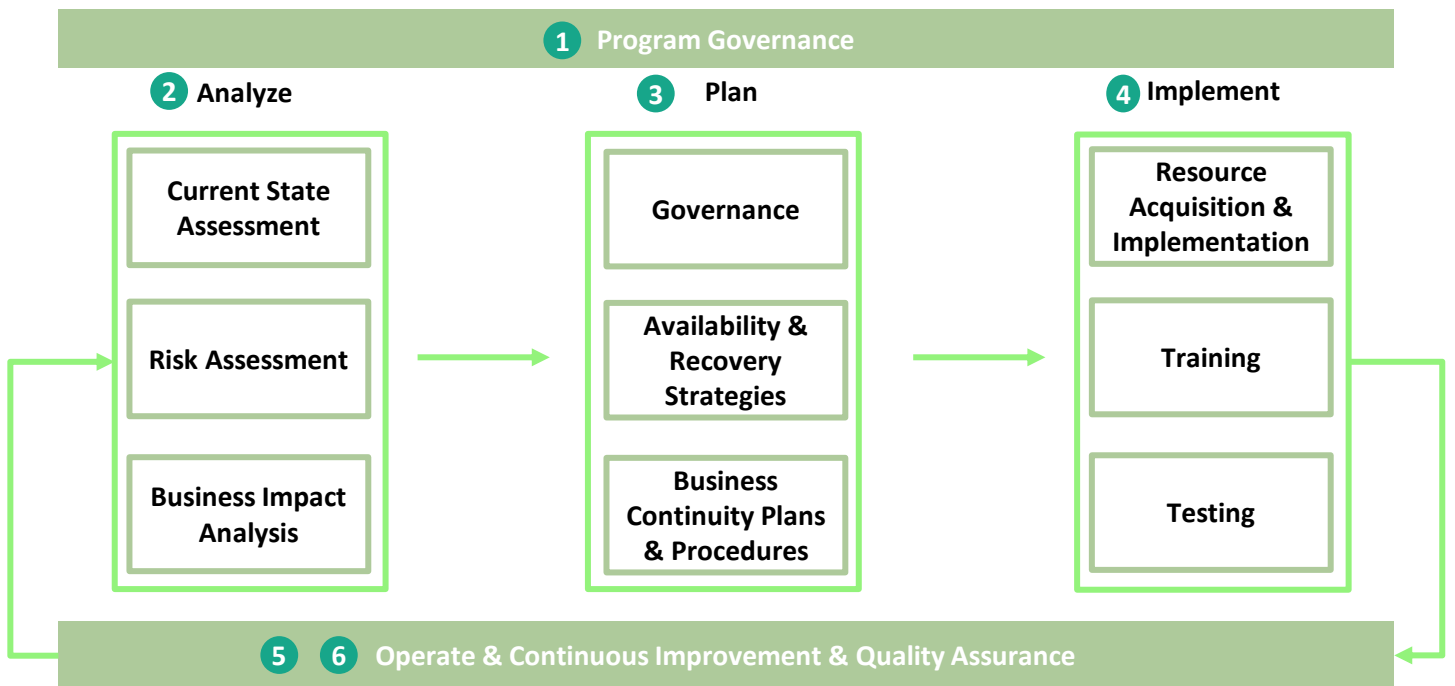 1 Program Governance
2 Analyze
Current State
Assessment
Risk Assessment
Business Impact
Analysis
3 Plan
Governance
Availability &
Recovery
Strategies
Business
Continuity Plans
& Procedures
4 Implement
Resource
Acquisition &
Implementation
Training
Testing
5 6 Operate & Continuous Improvement & Quality Assurance